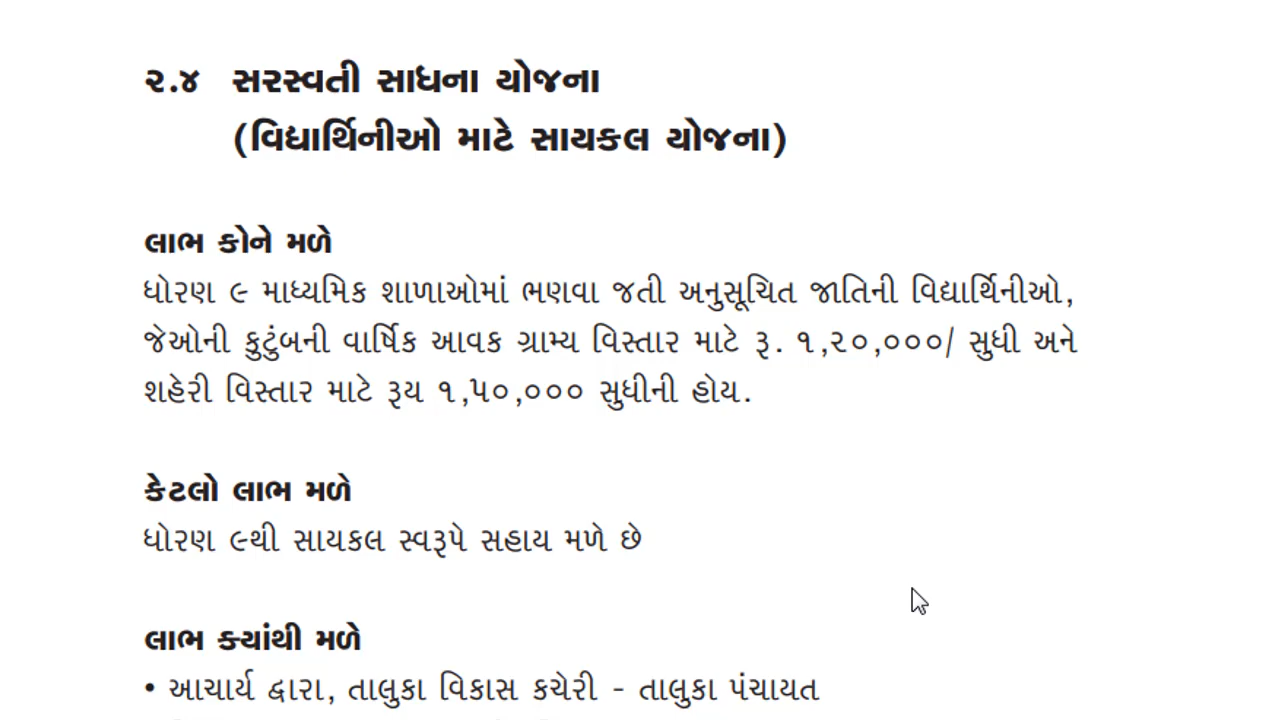 ૨.૪ સરસ્વતી સાધના યોજના
(વિદ્યાર્થિનીઓ માટે સાયકલ યોજના)
લાભ કોને મળે
ધોરણ ૯ માધ્યમિક શાળાઓમાં ભણવા જતી અનુસૂચિત જાતિની વિદ્યાર્થિનીઓ,
જેઓની કુટુંબની વાર્ષિક આવક ગ્રામ્ય વિસ્તાર માટે રૂ. ૧,૨૦,૦૦૦/ સુધી અને
શહેરી વિસ્તાર માટે રૂય ૧,૫૦,૦૦૦ સુધીની હોય.
કેટલો લાભ મળે
ધોરણ ૯થી સાયકલ સ્વરૂપે સહાય મળે છે
લાભ ક્યાંથી મળે
• આચાર્ય દ્વારા, તાલુકા વિકાસ કચેરી - તાલુકા પંચાયત